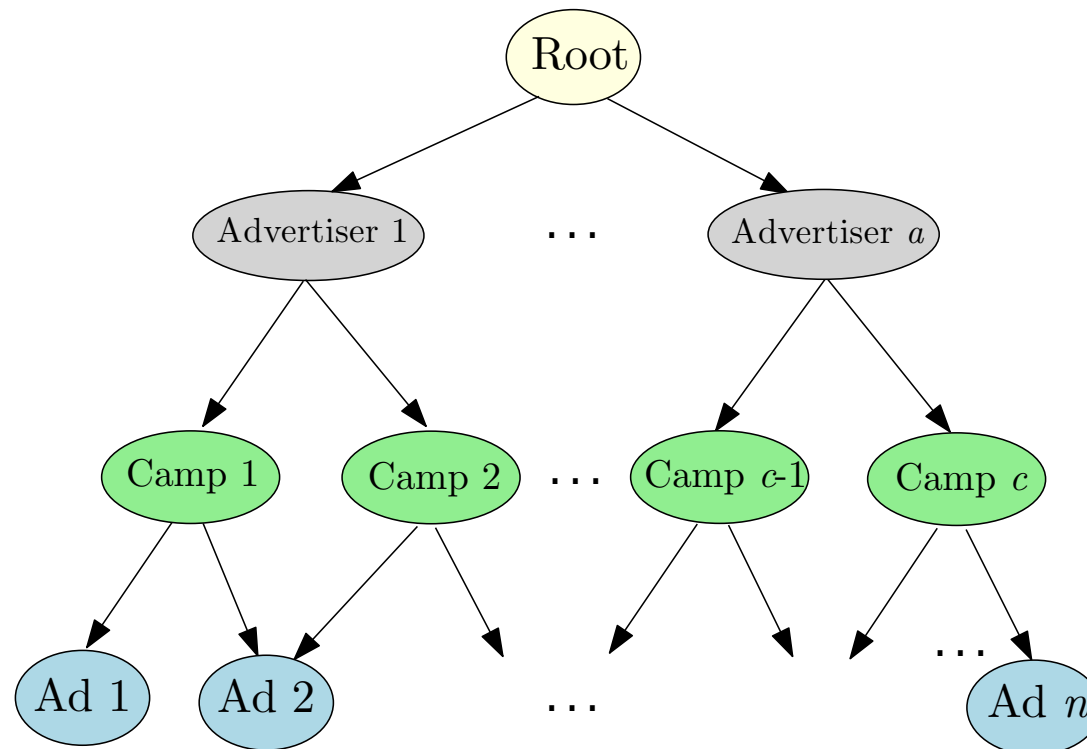 Root
Advertiser 1
...
Advertiser a
Camp 1
Camp 2
...
Camp c-1
Camp c
...
Ad 1
Ad 2
...
Ad n